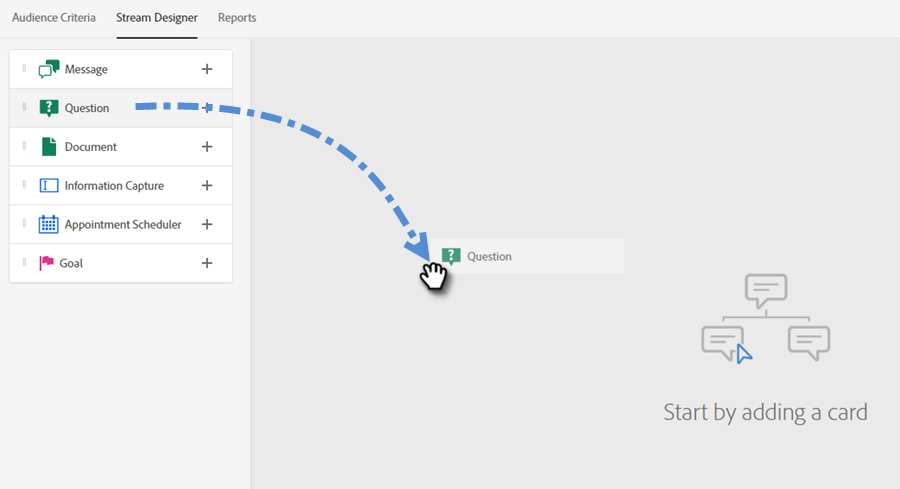 Audience Criteria Stream Designer Reports
Message
Question
Document
Information Capture
Appointment Scheduler
Goal
Question
Start by adding a card